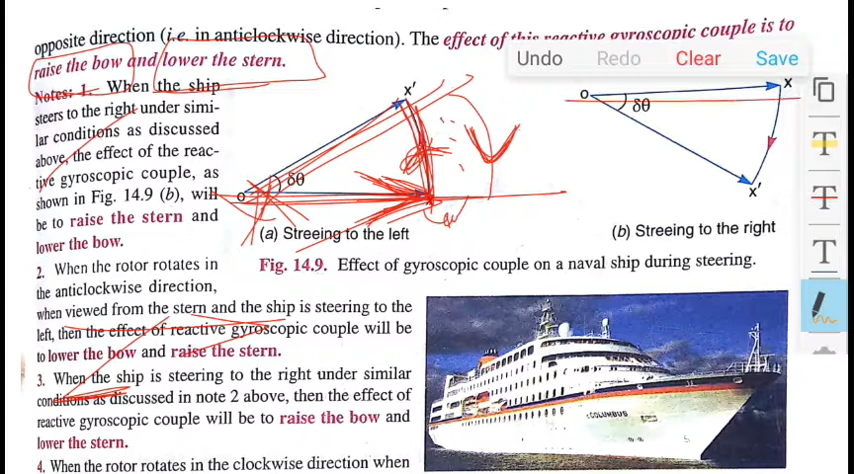 opposite direction (i.e. in anticlockwise direction). The effect of this reactive gyroscopic couple is to
raise the bow and lower the stern.
Undo Redo Clear Save
Notes: 1. When the ship
steers to the right under simi-
lar conditions as discussed
above, the effect of the reac-
tive gyroscopic couple, as
shown in Fig. 14.9 (b), will
be to raise the stern and
lower the bow.
x'
o
δθ
(a) Streeing to the left
o
x
δθ
x'
(b) Streeing to the right
Fig. 14.9. Effect of gyroscopic couple on a naval ship during steering.
2. When the rotor rotates in
the anticlockwise direction,
when viewed from the stern and the ship is steering to the
left, then the effect of reactive gyroscopic couple will be
to lower the bow and raise the stern.
3. When the ship is steering to the right under similar
conditions as discussed in note 2 above, then the effect of
reactive gyroscopic couple will be to raise the bow and
lower the stern.
4. When the rotor rotates in the clockwise direction when
COLUMBUS
T
T
T